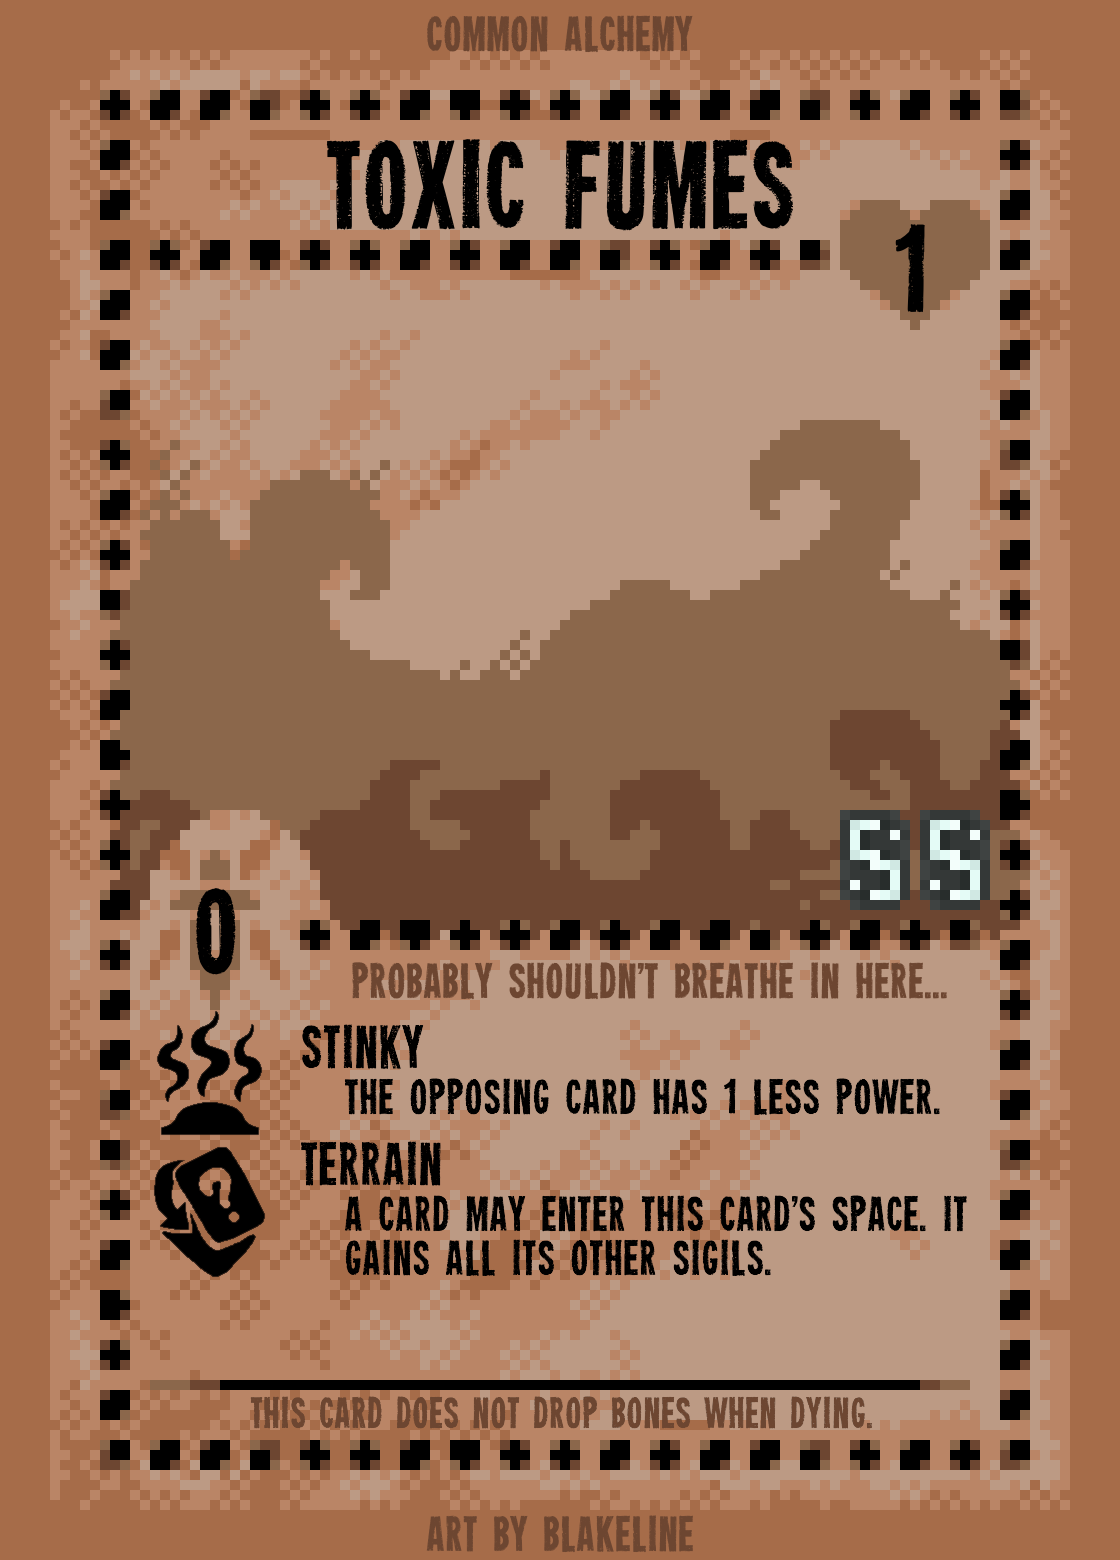 COMMON ALCHEMY
TOXIC FUMES
1
SS
0
PROBABLY SHOULDN'T BREATHE IN HERE...
STINKY
THE OPPOSING CARD HAS 1 LESS POWER.
TERRAIN
?
A CARD MAY ENTER THIS CARD'S SPACE. IT
GAINS ALL ITS OTHER SIGILS.
THIS CARD DOES NOT DROP BONES WHEN DYING.
ART BY BLAKELINE